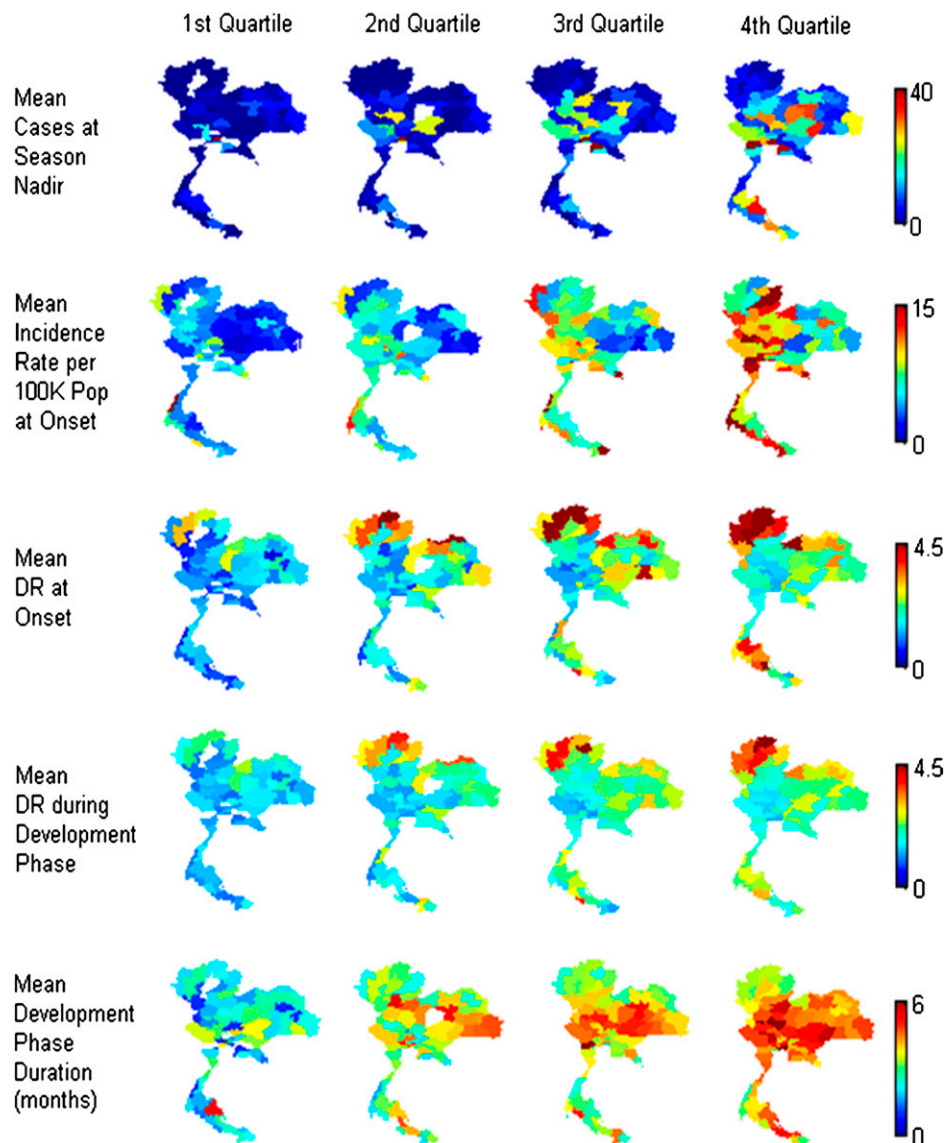 1st Quartile 2nd Quartile 3rd Quartile 4th Quartile
Mean
Cases at
Season
Nadir
40
0
Mean
Incidence
Rate per
100K Pop
at Onset
15
0
Mean
DR at
Onset
4.5
0
Mean
DR during
Development
Phase
4.5
0
Mean
Development
Phase
Duration
(months)
6
0